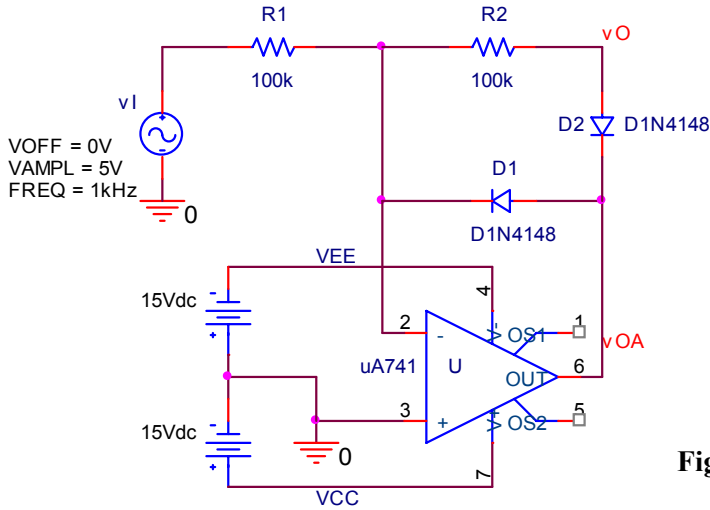 R1
R2
vO
100k
100k
vI
D2
D1N4148
VOFF = 0V
VAMPL = 5V
FREQ = 1kHz
D1
0
D1N4148
VEE
15Vdc
-
+
4
2
-
V-
OS1
1
vOA
uA741
U
OUT
6
3
+
V+
OS2
5
15Vdc
-
+
0
7
VCC
Fig